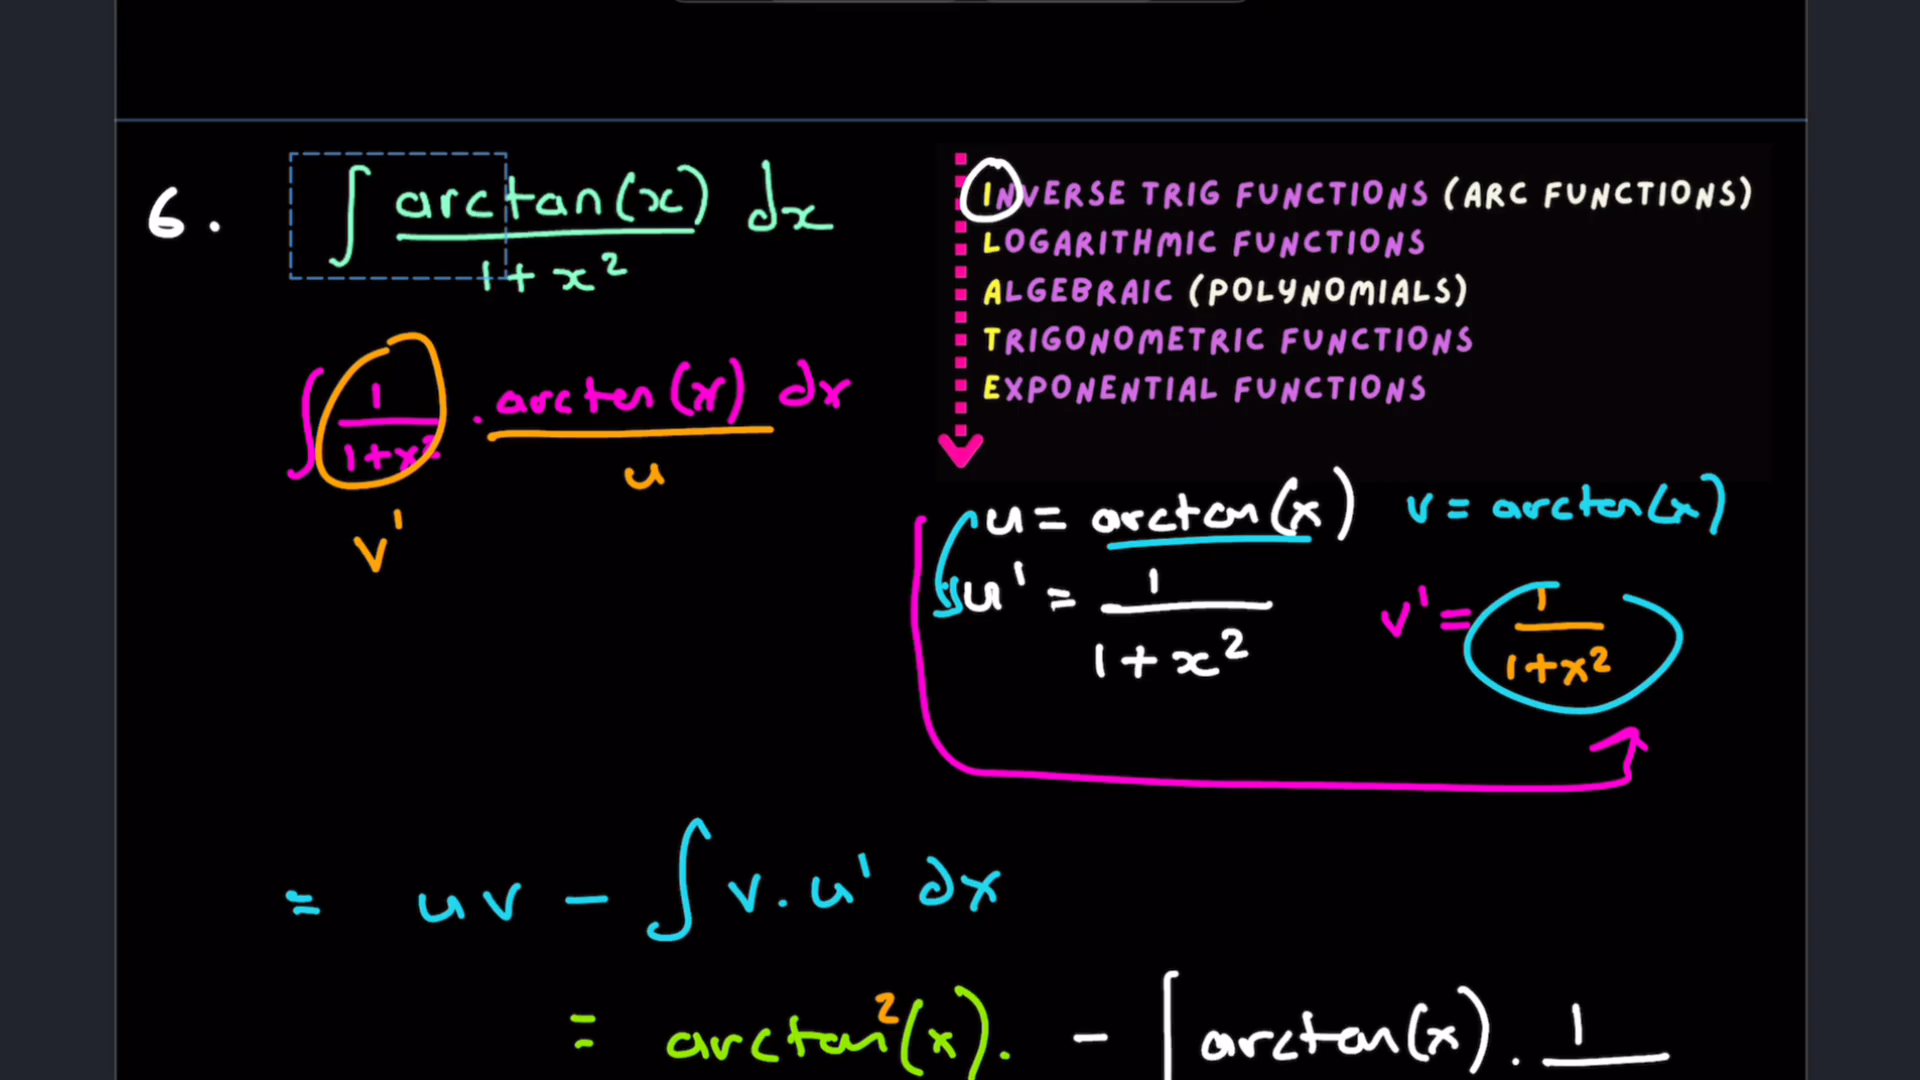 6. ∫ arctan(x) dx
1 + x²
INVERSE TRIG FUNCTIONS (ARC FUNCTIONS)
LOGARITHMIC FUNCTIONS
ALGEBRAIC (POLYNOMIALS)
TRIGONOMETRIC FUNCTIONS
EXPONENTIAL FUNCTIONS
∫ 1 . arctan(x) dx
1+x²
u
v'
u = arctan(x)
v = arctan(x)
u' = 1
1 + x²
v' = 1
1+x²
= uv - ∫ v . u' dx
= arctan²(x) . - ∫ arctan(x) . 1